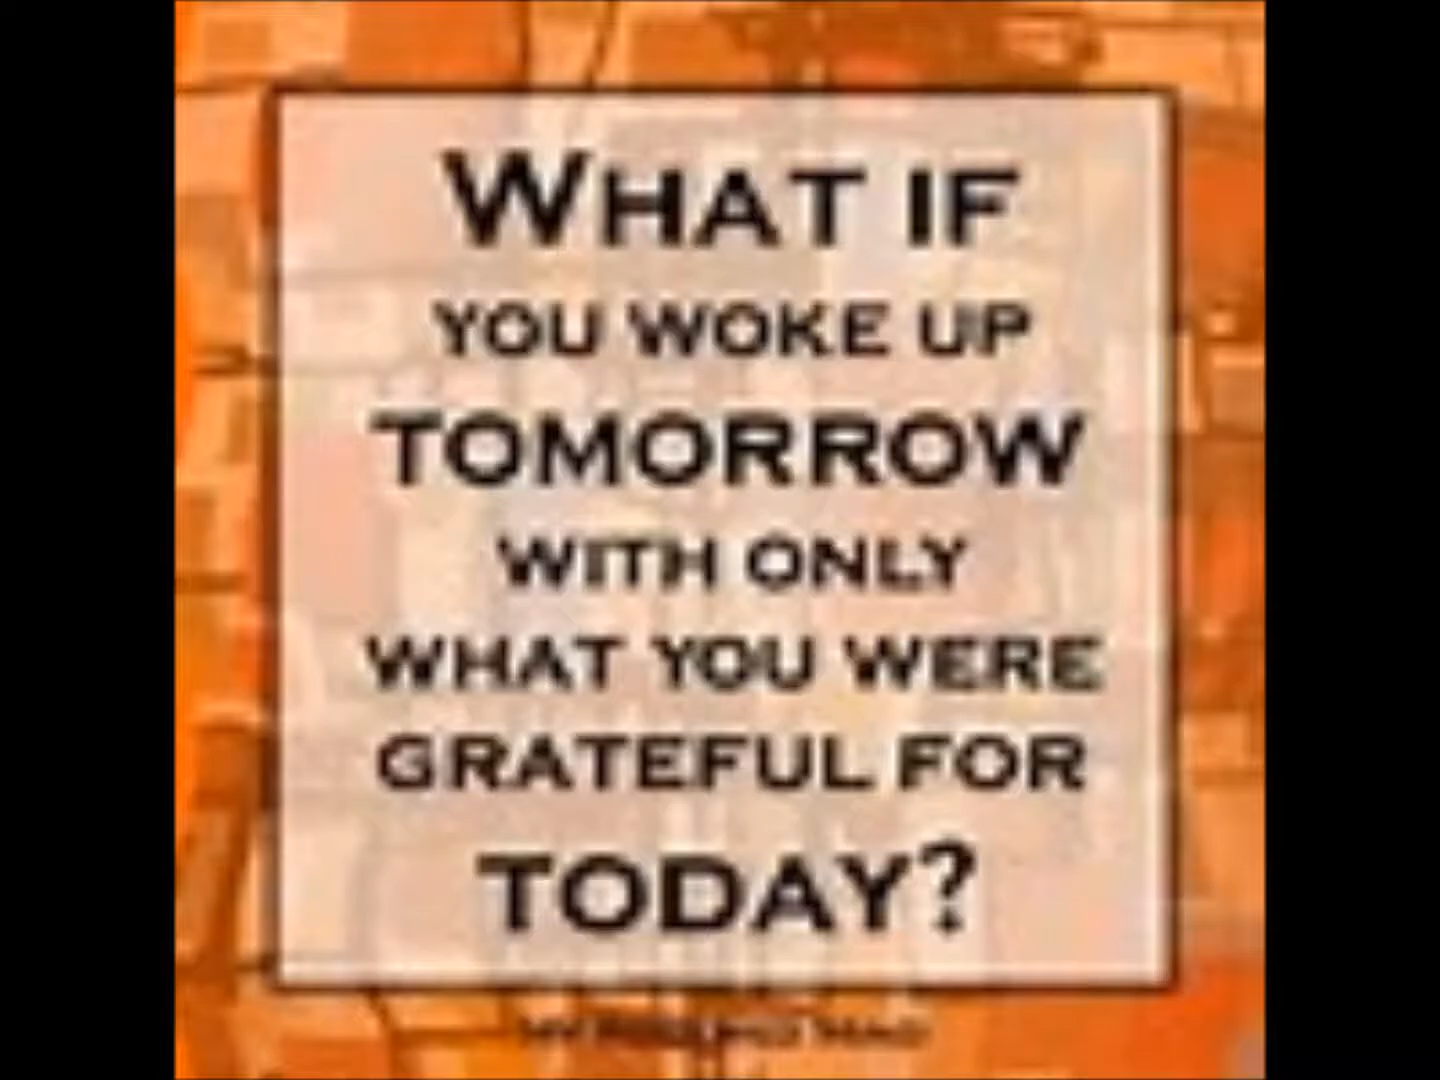 WHAT IF
YOU WOKE UP
TOMORROW
WITH ONLY
WHAT YOU WERE
GRATEFUL FOR
TODAY?